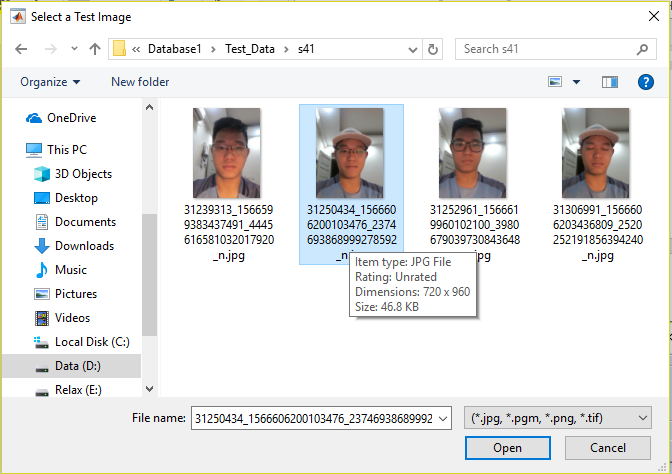 Select a Test Image
« Database1 › Test_Data › s41
Search s41
Organize
New folder
OneDrive
This PC
3D Objects
Desktop
Documents
Downloads
Music
Pictures
Videos
Local Disk (C:)
Data (D:)
Relax (E:)
31239313_156659
9383437491_4445
616581032017920
_n.jpg
31250434_156660
6200103476_2374
693868999278592
_n.jpg
31252961_156661
9960102100_3980
679039730843648
_n.jpg
31306991_156660
6203436809_2520
252191856394240
_n.jpg
Item type: JPG File
Rating: Unrated
Dimensions: 720 x 960
Size: 46.8 KB
File name:
31250434_1566606200103476_23746938689992
(*.jpg, *.pgm, *.png, *.tif)
Open
Cancel